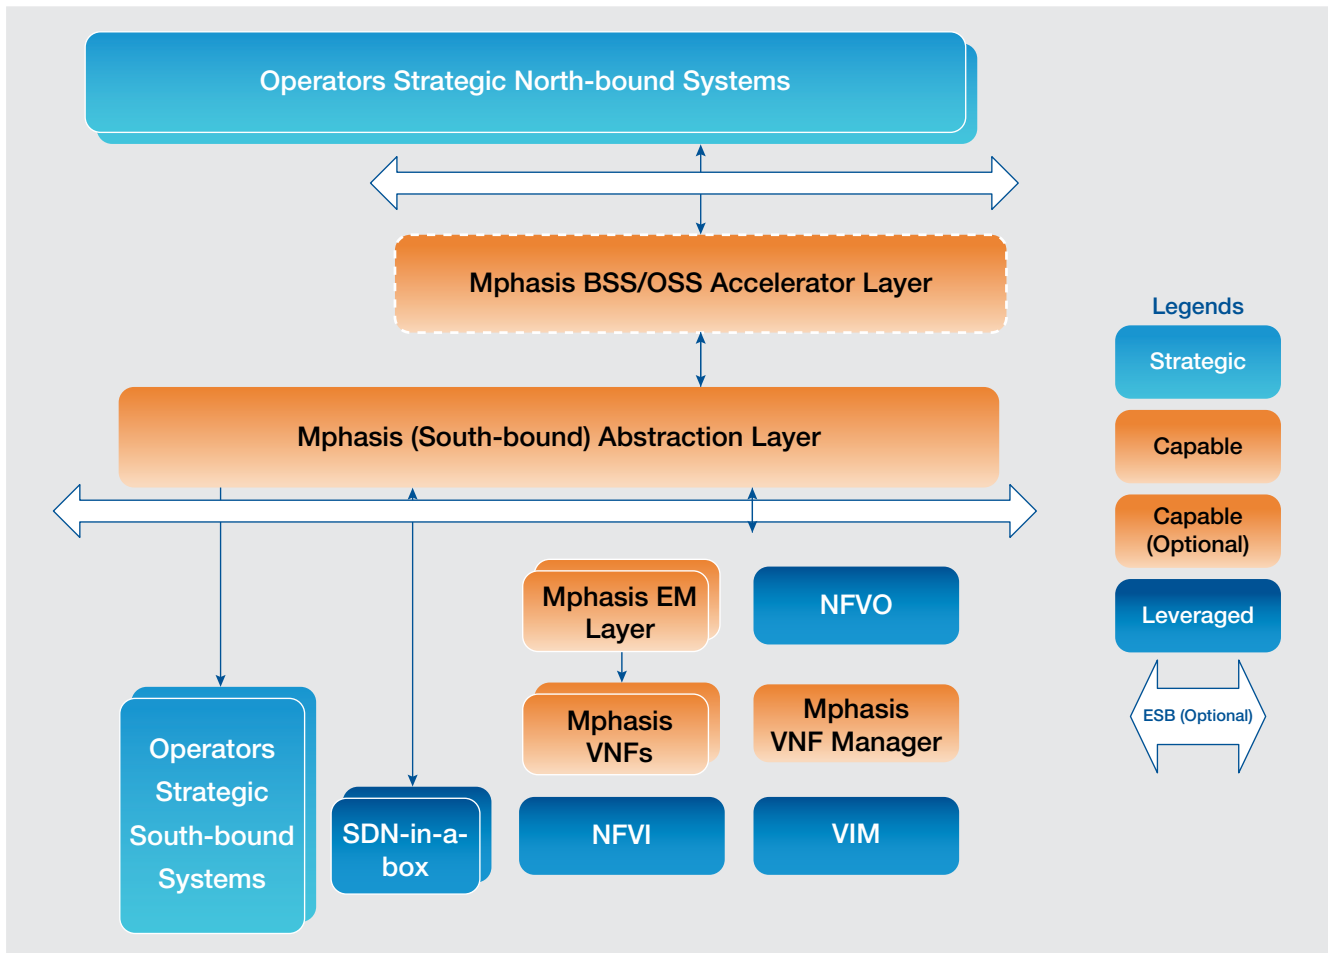 Operators Strategic North-bound Systems
Mphasis BSS/OSS Accelerator Layer
Mphasis (South-bound) Abstraction Layer
Operators
Strategic
South-bound
Systems
SDN-in-a-
box
Mphasis EM
Layer
Mphasis
VNFs
NFVI
NFVO
Mphasis
VNF Manager
VIM
Legends
Strategic
Capable
Capable
(Optional)
Leveraged
ESB (Optional)